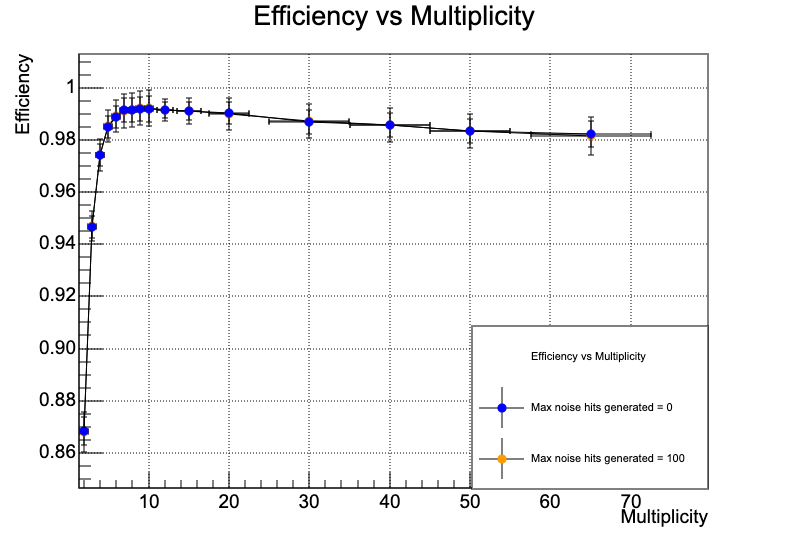 Efficiency vs Multiplicity
Efficiency
1
0.98
0.96
0.94
0.92
0.90
0.88
0.86
Efficiency vs Multiplicity
Max noise hits generated = 0
Max noise hits generated = 100
10 20 30 40 50 60 70
Multiplicity